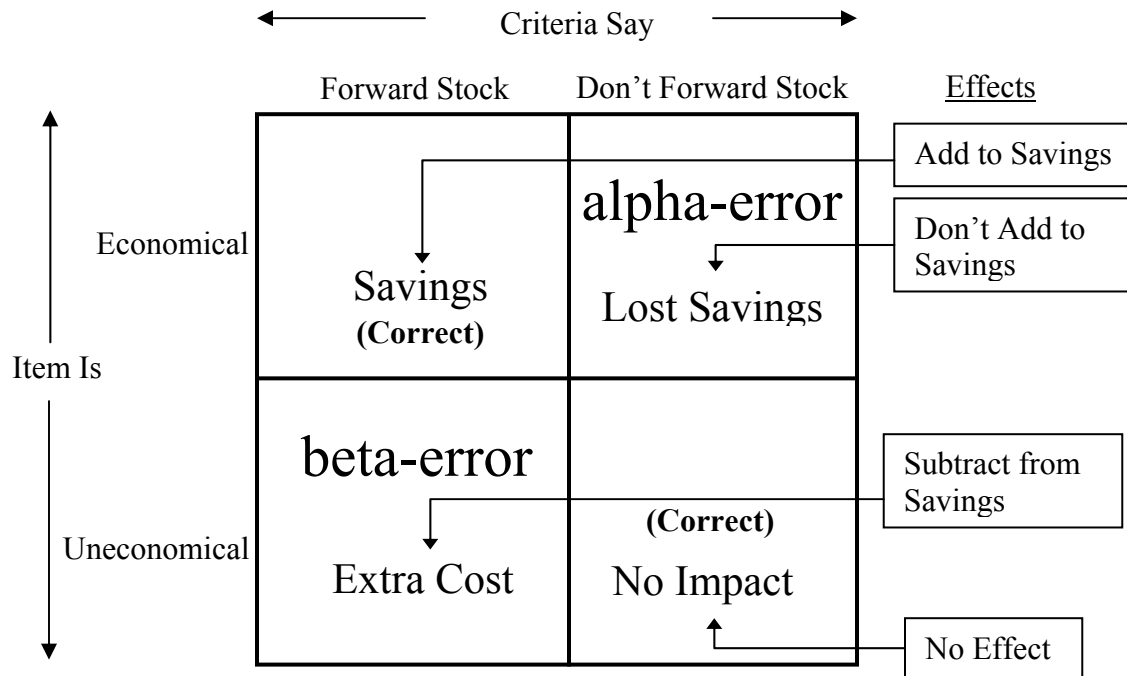 Criteria Say
Forward Stock
Don’t Forward Stock
Effects
Add to Savings
alpha-error
Don’t Add to
Savings
Economical
Savings
(Correct)
Lost Savings
Item Is
beta-error
Subtract from
Savings
(Correct)
Uneconomical
Extra Cost
No Impact
No Effect